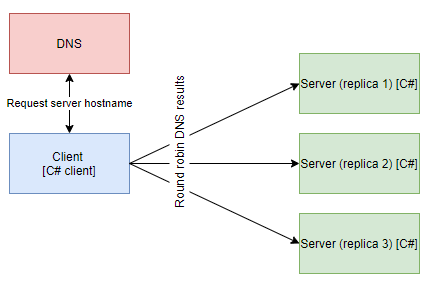 DNS
Request server hostname
Client
[C# client]
Round robin DNS results
Server (replica 1) [C#]
Server (replica 2) [C#]
Server (replica 3) [C#]